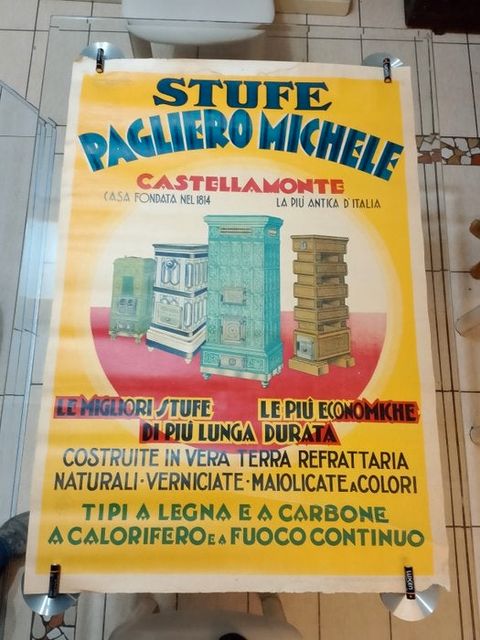 STUFE
PAGLIERO MICHELE
CASTELLAMONTE
CASA FONDATA NEL 1814 LA PIÙ ANTICA D'ITALIA
LE MIGLIORI STUFE LE PIÙ ECONOMICHE
DI PIÙ LUNGA DURATA
COSTRUITE IN VERA TERRA REFRATTARIA
NATURALI · VERNICIATE · MAIOLICATE A COLORI
TIPI A LEGNA E A CARBONE
A CALORIFERO E A FUOCO CONTINUO